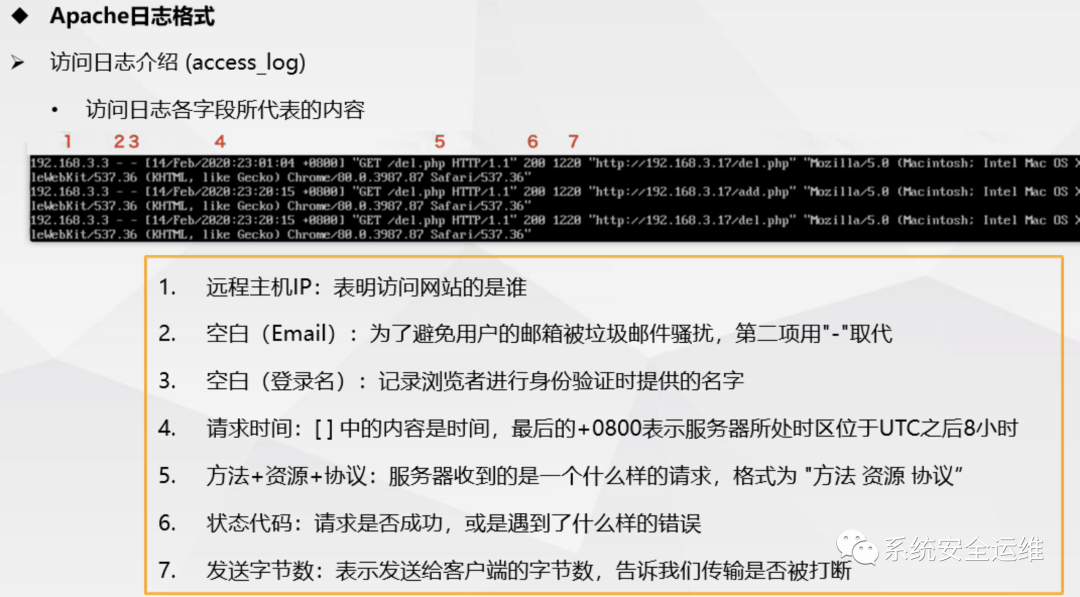 ◆ Apache日志格式
➢ 访问日志介绍 (access_log)
• 访问日志各字段所代表的内容
1 2 3 4 5 6 7
192.168.3.3 - - [14/Feb/2020:23:01:04 +0800] "GET /del.php HTTP/1.1" 200 1220 "http://192.168.3.17/del.php" "Mozilla/5.0 (Macintosh; Intel Mac OS X
leWebKit/537.36 (KHTML, like Gecko) Chrome/80.0.3987.87 Safari/537.36"
192.168.3.3 - - [14/Feb/2020:23:20:15 +0800] "GET /del.php HTTP/1.1" 200 1220 "http://192.168.3.17/add.php" "Mozilla/5.0 (Macintosh; Intel Mac OS X
leWebKit/537.36 (KHTML, like Gecko) Chrome/80.0.3987.87 Safari/537.36"
192.168.3.3 - - [14/Feb/2020:23:20:15 +0800] "GET /del.php HTTP/1.1" 200 1220 "http://192.168.3.17/del.php" "Mozilla/5.0 (Macintosh; Intel Mac OS X
leWebKit/537.36 (KHTML, like Gecko) Chrome/80.0.3987.87 Safari/537.36"
1. 远程主机IP：表明访问网站的是谁
2. 空白（Email）：为了避免用户的邮箱被垃圾邮件骚扰，第二项用"-"取代
3. 空白（登录名）：记录浏览者进行身份验证时提供的名字
4. 请求时间：[ ] 中的内容是时间，最后的+0800表示服务器所处时区位于UTC之后8小时
5. 方法+资源+协议：服务器收到的是一个什么样的请求，格式为 "方法 资源 协议"
6. 状态代码：请求是否成功，或是遇到了什么样的错误
7. 发送字节数：表示发送给客户端的字节数，告诉我们传输是否被打断
系统安全运维